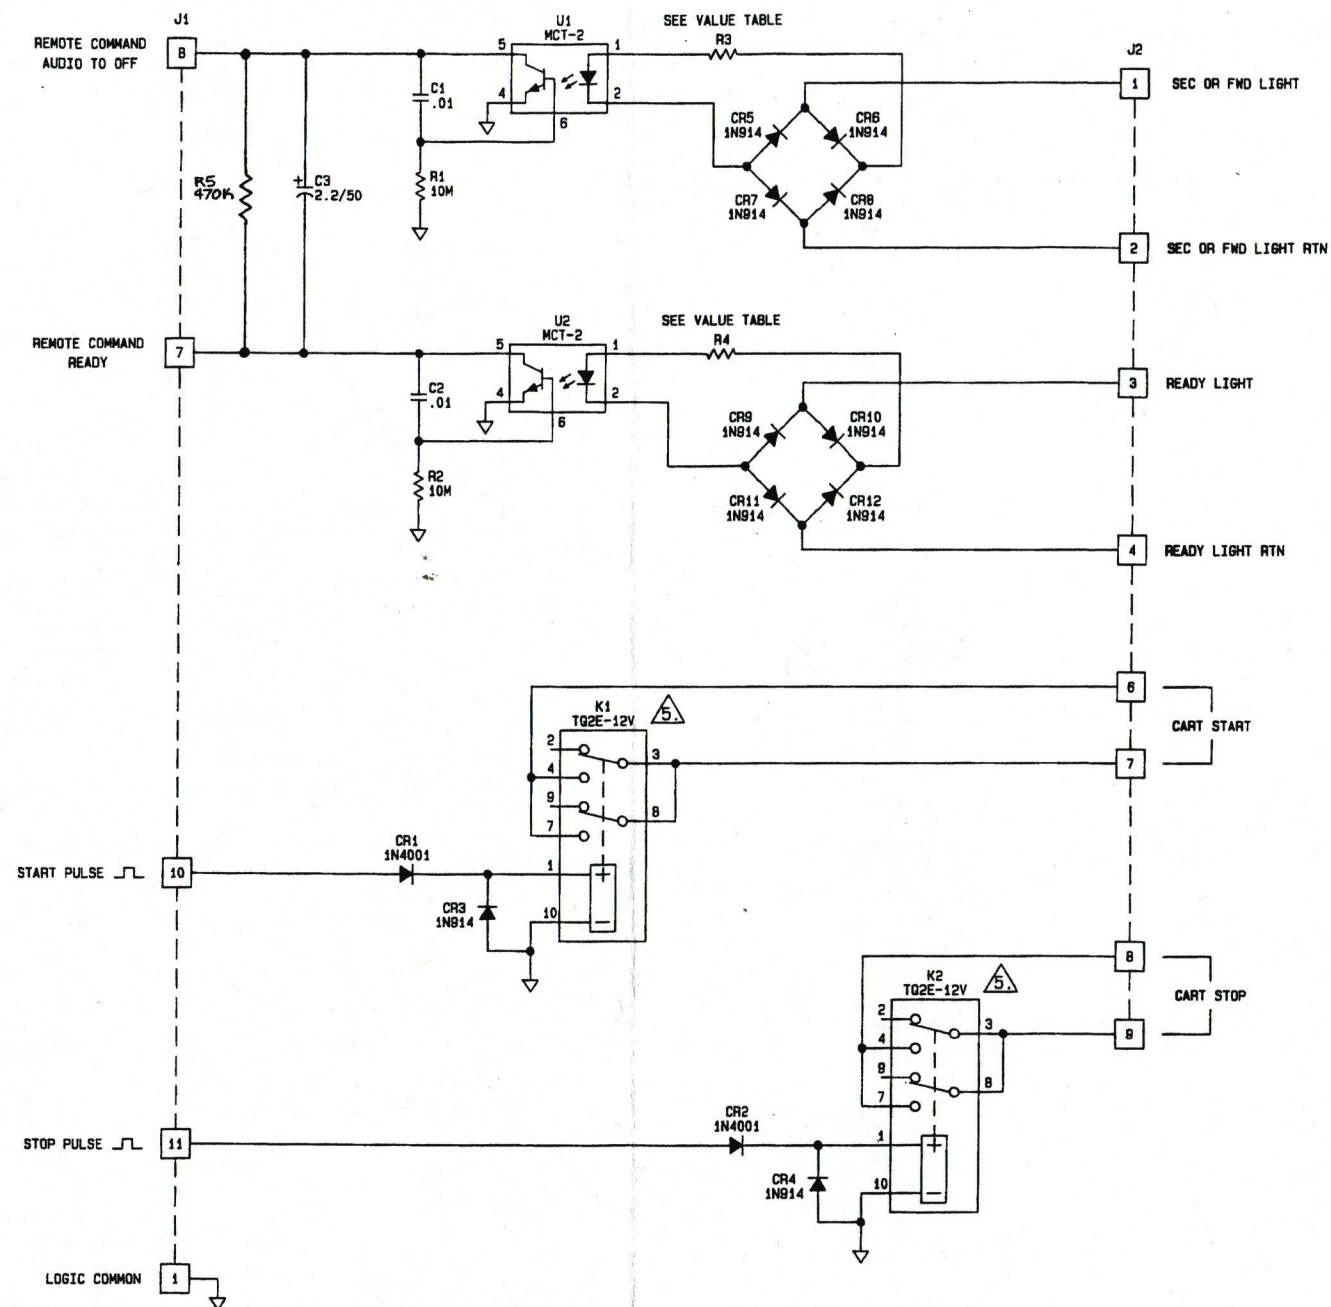 J1
U1
MCT-2
SEE VALUE TABLE
R3
J2
REMOTE COMMAND
AUDIO TO OFF
8
5
1
4
2
6
C1
.01
CR5
1N914
CR6
1N914
1
SEC OR FWD LIGHT
R5
470K
+
C3
2.2/50
R1
10M
CR7
1N914
CR8
1N914
2
SEC OR FWD LIGHT RTN
U2
MCT-2
SEE VALUE TABLE
R4
REMOTE COMMAND
READY
7
5
1
4
2
6
C2
.01
3
READY LIGHT
CR9
1N914
CR10
1N914
R2
10M
CR11
1N914
CR12
1N914
4
READY LIGHT RTN
6
K1
TQ2E-12V
5.
CART START
2
3
4
9
8
7
7
CR1
1N4001
START PULSE
10
1
+
CR3
1N914
10
−
8
K2
TQ2E-12V
5.
CART STOP
2
3
4
9
8
7
9
CR2
1N4001
STOP PULSE
11
1
+
CR4
1N914
10
−
LOGIC COMMON
1